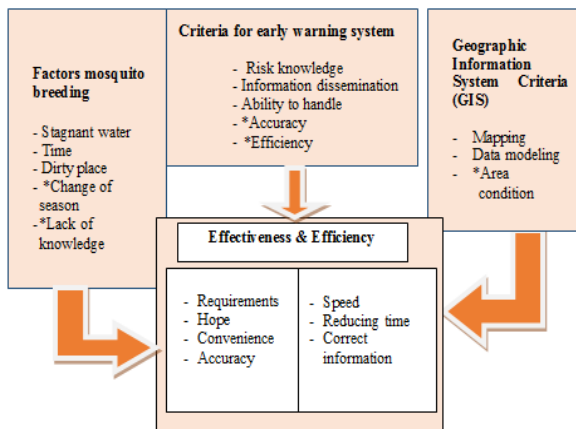 Factors mosquito
breeding
- Stagnant water
- Time
- Dirty place
- *Change of
season
-*Lack of
knowledge
Criteria for early warning system
- Risk knowledge
- Information dissemination
- Ability to handle
- *Accuracy
- *Efficiency
Geographic
Information
System Criteria
(GIS)
- Mapping
- Data modeling
- *Area
condition
Effectiveness & Efficiency
- Requirements
- Hope
- Convenience
- Accuracy
- Speed
- Reducing time
- Correct
information